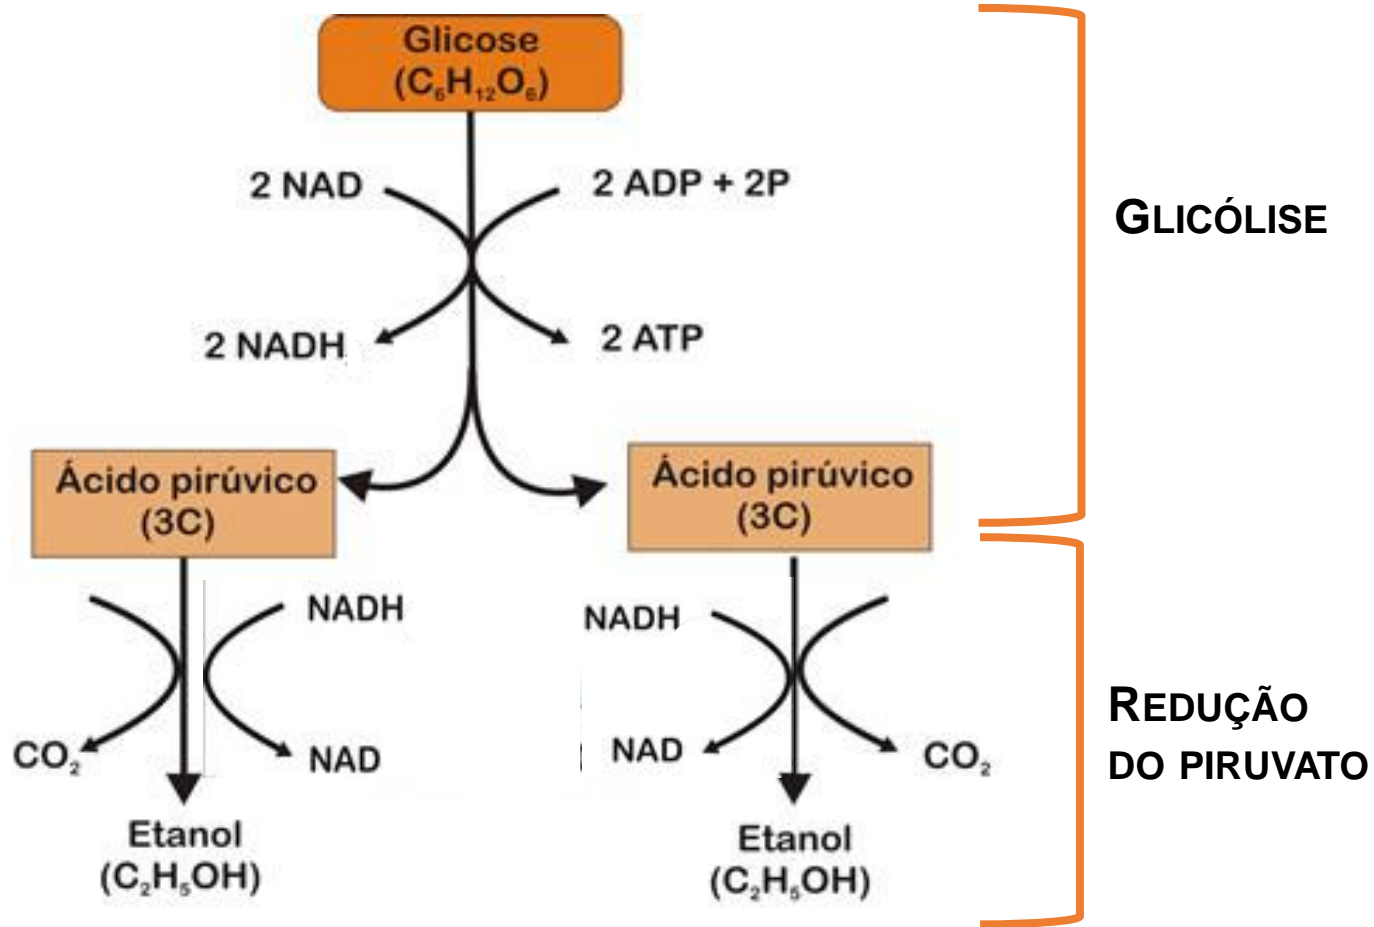 Glicose
(C₆H₁₂O₆)
2 NAD
2 ADP + 2P
GLICÓLISE
2 NADH
2 ATP
Ácido pirúvico
(3C)
Ácido pirúvico
(3C)
NADH
NADH
CO₂
NAD
NAD
CO₂
REDUÇÃO
DO PIRUVATO
Etanol
(C₂H₅OH)
Etanol
(C₂H₅OH)